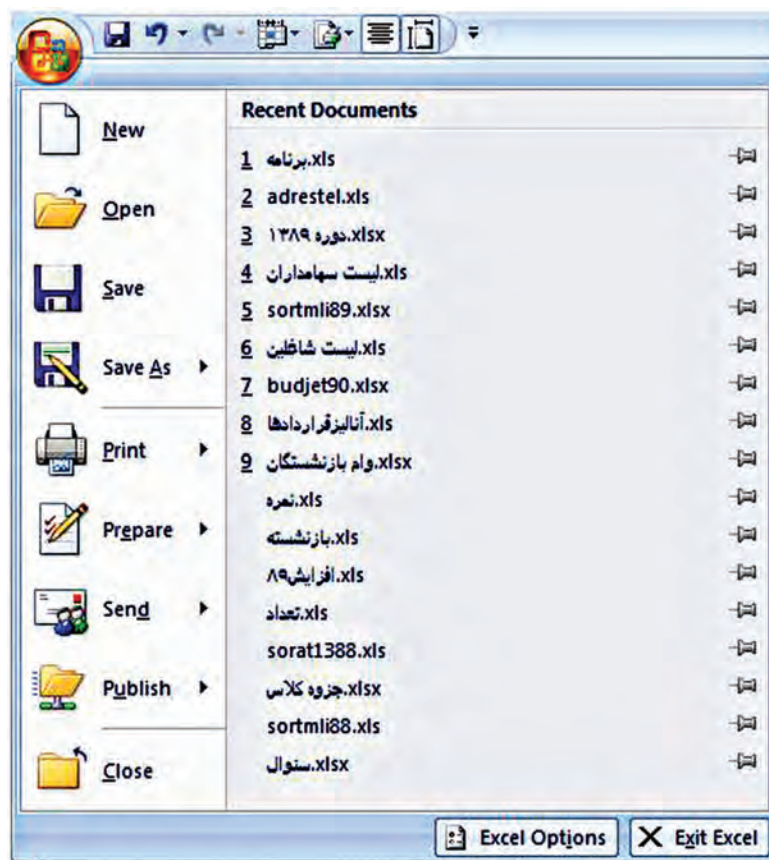 New
Open
Save
Save As
Print
Prepare
Send
Publish
Close
Recent Documents
1 برنامه.xls
2 adrestel.xls
3 دوره ۱۳۸۹.xlsx
4 لیست سهامداران.xls
5 sortmli89.xlsx
6 لیست شاغلین.xls
7 budjet90.xlsx
8 آنالیزقراردادها.xls
9 وام بازنشستگان.xlsx
نمره.xls
بازنشسته.xls
افزایش۸۹.xls
تعداد.xls
sorat1388.xls
جزوه کلاس.xlsx
sortmli88.xls
سئوال.xlsx
Excel Options
Exit Excel